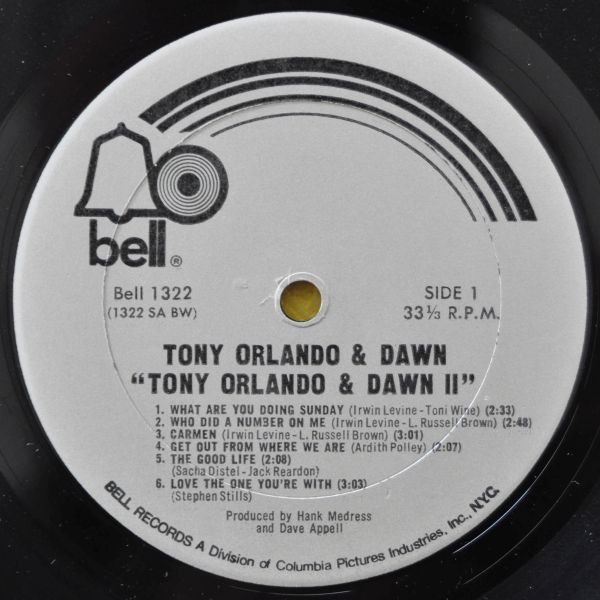 bell®
Bell 1322
(1322 SA BW)
SIDE 1
33⅓ R.P.M.
TONY ORLANDO & DAWN
"TONY ORLANDO & DAWN II"
1. WHAT ARE YOU DOING SUNDAY (Irwin Levine - Toni Wine) (2:33)
2. WHO DID A NUMBER ON ME (Irwin Levine - L. Russell Brown) (2:48)
3. CARMEN (Irwin Levine - L. Russell Brown) (3:01)
4. GET OUT FROM WHERE WE ARE (Ardith Polley) (2:07)
5. THE GOOD LIFE (2:08)
(Sacha Distel - Jack Reardon)
6. LOVE THE ONE YOU'RE WITH (3:03)
(Stephen Stills)
Produced by Hank Medress
and Dave Appell
BELL RECORDS A Division of Columbia Pictures Industries, Inc., N.Y.C.